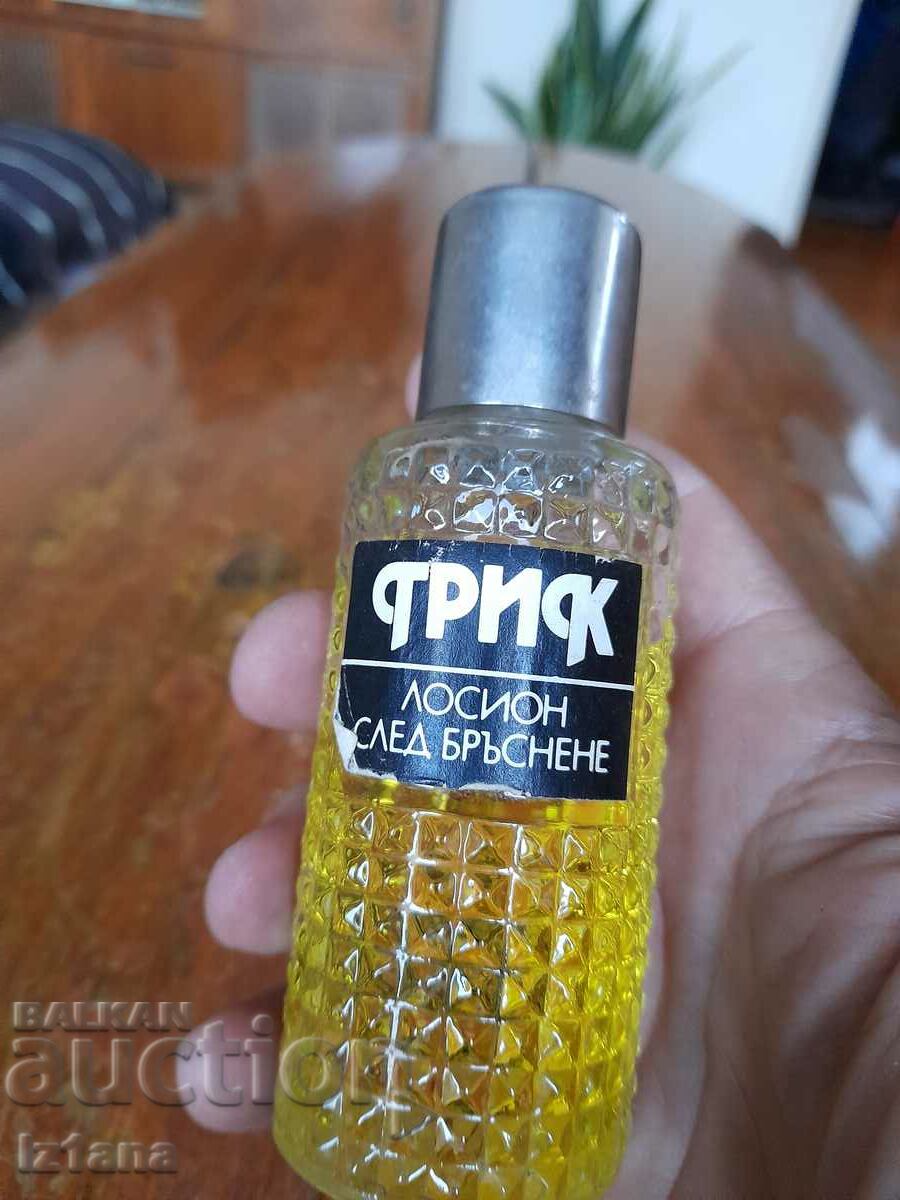 ТРИК
ЛОСИОН
СЛЕД БРЪСНЕНЕ
BALKAN
auction
iz1ana